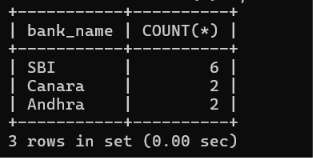 +-----------+----------+
| bank_name | COUNT(*) |
+-----------+----------+
| SBI       |        6 |
| Canara    |        2 |
| Andhra    |        2 |
+-----------+----------+
3 rows in set (0.00 sec)